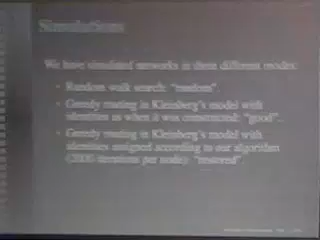 Simulations
We have simulated networks in three different modes:
Random walk search: "random".
Greedy routing in Kleinberg's model with
identities as when it was constructed: "good".
Greedy routing in Kleinberg's model with
identities assigned according to our algorithm
(2000 iterations per node): "restored".